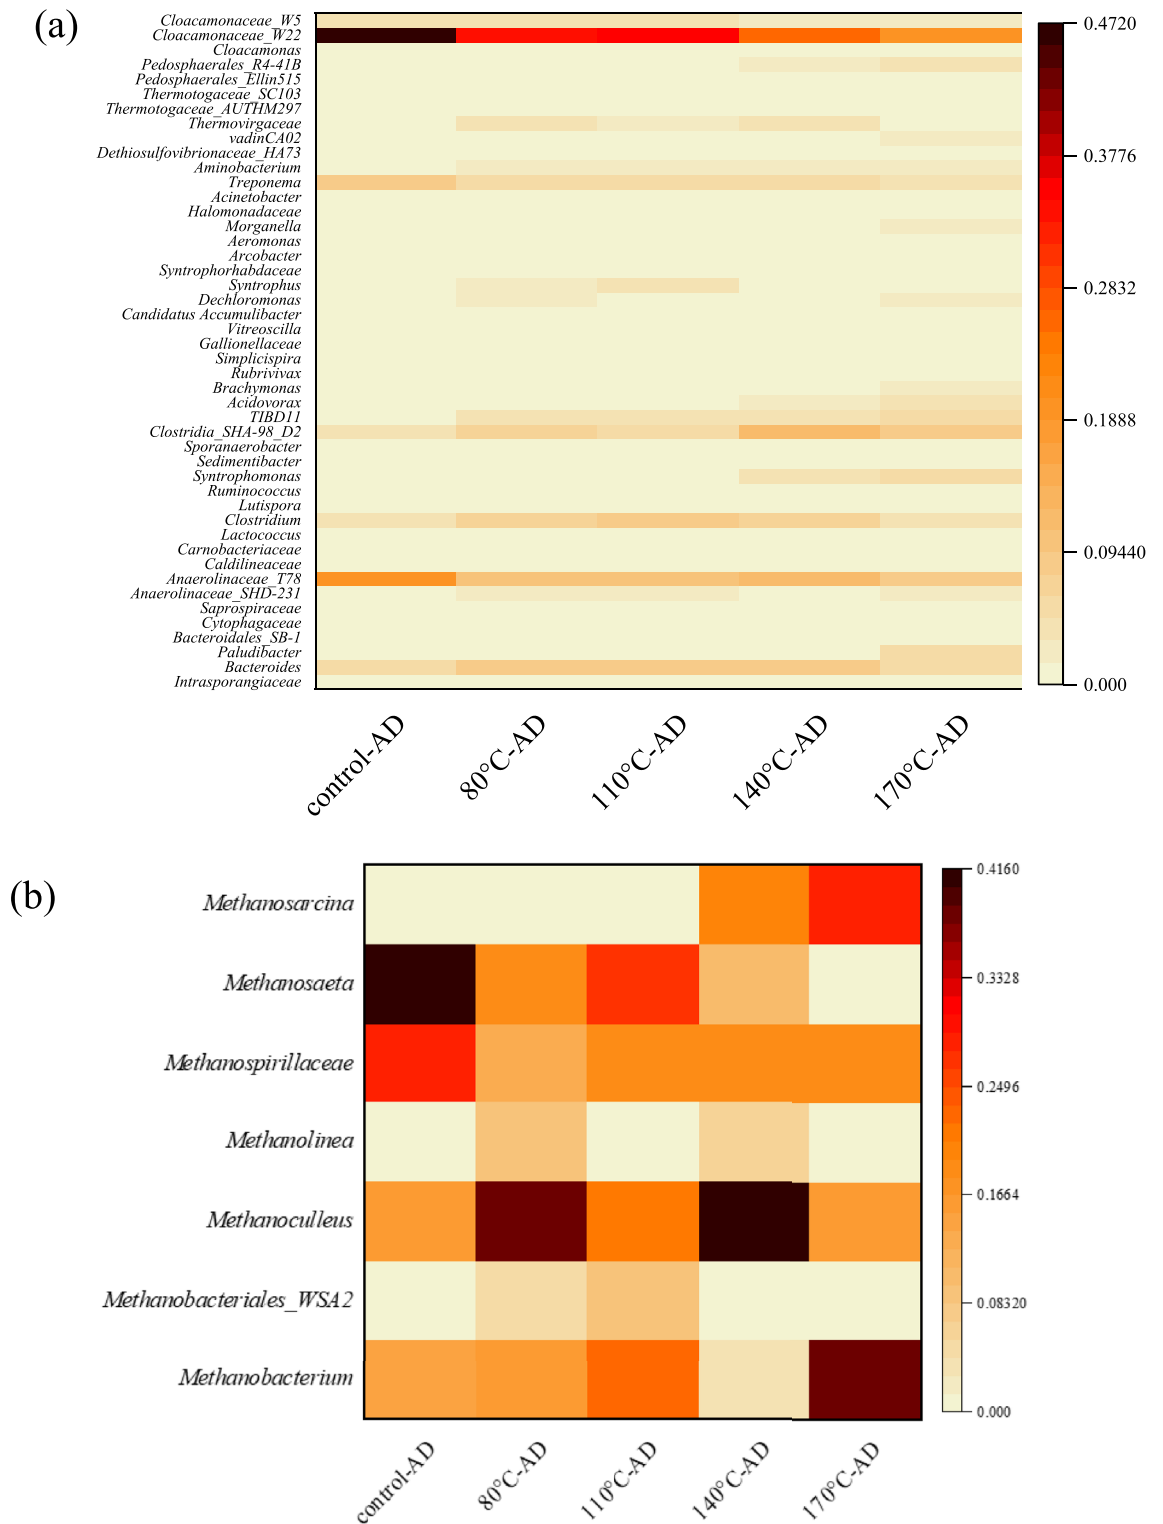 (a)
Cloacamonaceae_W5
Cloacamonaceae_W22
Cloacamonas
Pedosphaerales_R4-41B
Pedosphaerales_Ellin515
Thermotogaceae_SC103
Thermotogaceae_AUTHM297
Thermovirgaceae
vadinCA02
Dethiosulfovibrionaceae_HA73
Aminobacterium
Treponema
Acinetobacter
Halomonadaceae
Morganella
Aeromonas
Arcobacter
Syntrophorhabdaceae
Syntrophus
Dechloromonas
Candidatus Accumulibacter
Vitreoscilla
Gallionellaceae
Simplicispira
Rubrivivax
Brachymonas
Acidovorax
TIBD11
Clostridia_SHA-98_D2
Sporanaerobacter
Sedimentibacter
Syntrophomonas
Ruminococcus
Lutispora
Clostridium
Lactococcus
Carnobacteriaceae
Caldilineaceae
Anaerolinaceae_T78
Anaerolinaceae_SHD-231
Saprospiraceae
Cytophagaceae
Bacteroidales_SB-1
Paludibacter
Bacteroides
Intrasporangiaceae
0.4720
0.3776
0.2832
0.1888
0.09440
0.000
control-AD
80°C-AD
110°C-AD
140°C-AD
170°C-AD
(b)
Methanosarcina
Methanosaeta
Methanospirillaceae
Methanolinea
Methanoculleus
Methanobacteriales_WSA2
Methanobacterium
0.4160
0.3328
0.2496
0.1664
0.08320
0.000
control-AD
80°C-AD
110°C-AD
140°C-AD
170°C-AD